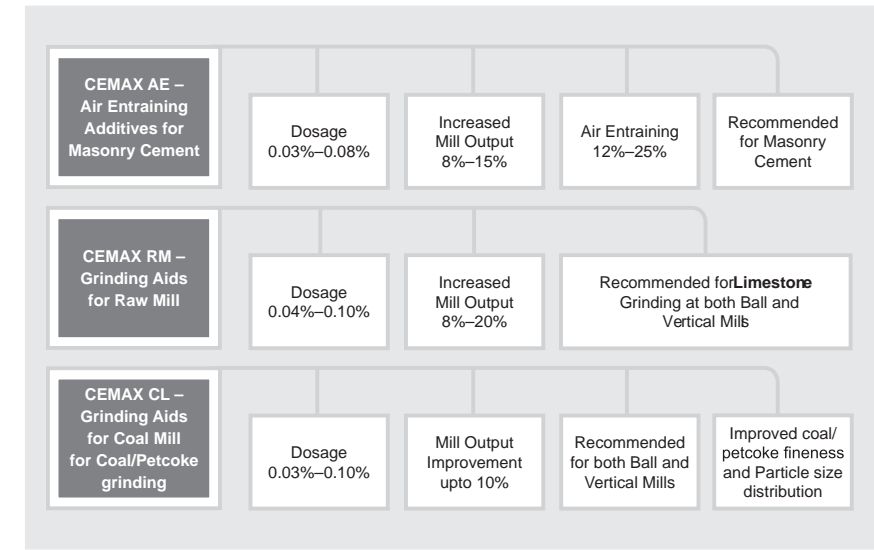 CEMAX AE –
Air Entraining
Additives for
Masonry Cement
Dosage
0.03%–0.08%
Increased
Mill Output
8%–15%
Air Entraining
12%–25%
Recommended
for Masonry
Cement
CEMAX RM –
Grinding Aids
for Raw Mill
Dosage
0.04%–0.10%
Increased
Mill Output
8%–20%
Recommended for Limestone
Grinding at both Ball and
Vertical Mills
CEMAX CL –
Grinding Aids
for Coal Mill
for Coal/Petcoke
grinding
Dosage
0.03%–0.10%
Mill Output
Improvement
upto 10%
Recommended
for both Ball and
Vertical Mills
Improved coal/
petcoke fineness
and Particle size
distribution